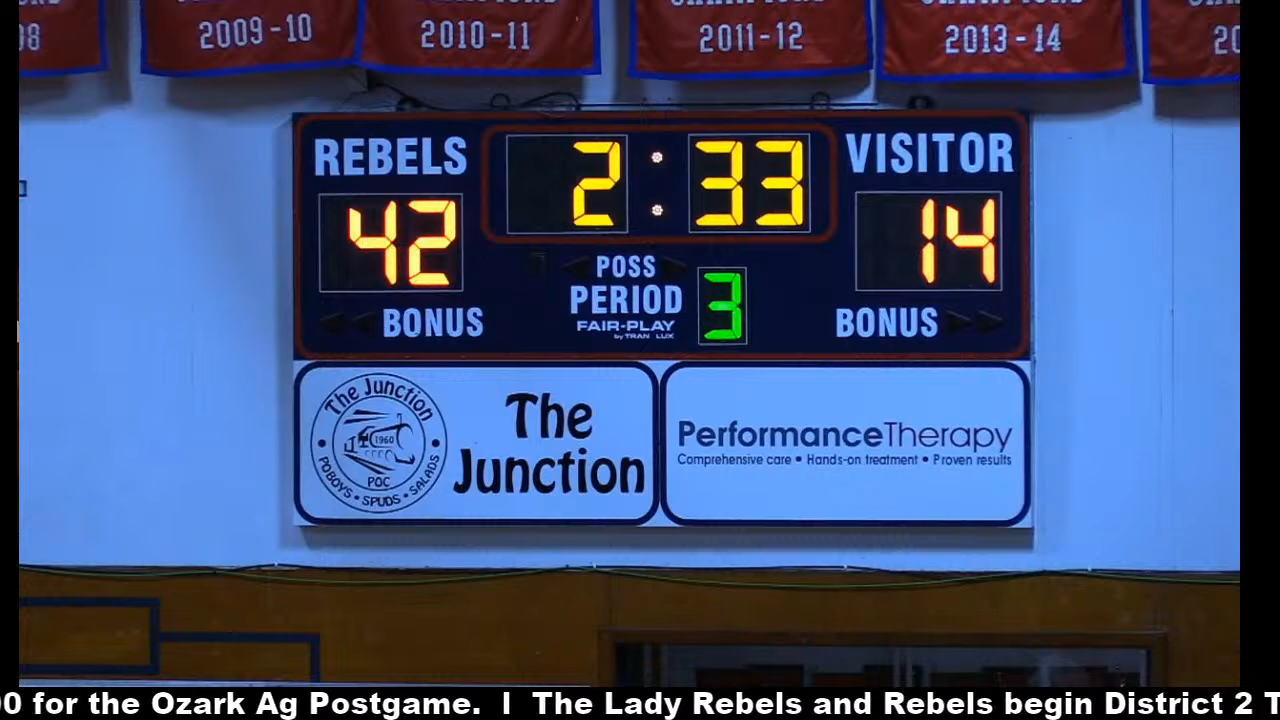 2009-10
2010-11
2011-12
2013-14
REBELS
2:33
VISITOR
42
14
POSS
PERIOD
3
BONUS
FAIR-PLAY
BONUS
The Junction
1960
POC
POBOYS • SPUDS • SALADS
The
Junction
PerformanceTherapy
Comprehensive care • Hands-on treatment • Proven results
for the Ozark Ag Postgame. I The Lady Rebels and Rebels begin District 2